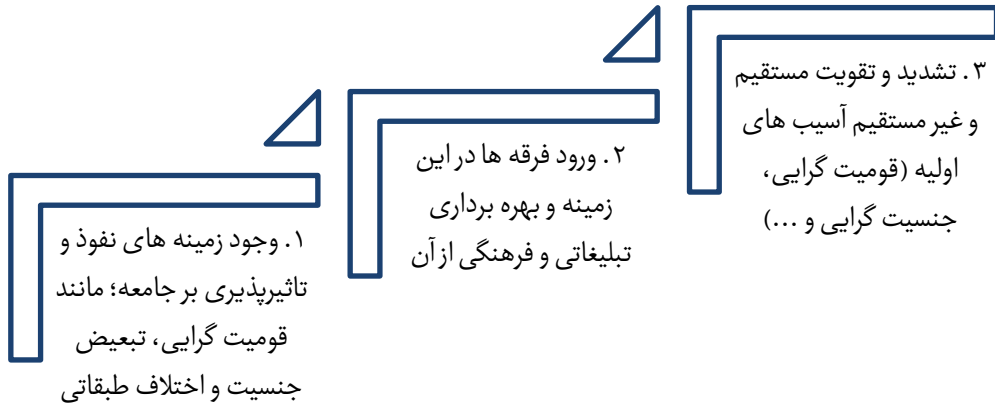 ۱. وجود زمینه های نفوذ و
تاثیرپذیری بر جامعه؛ مانند
قومیت گرایی، تبعیض
جنسیت و اختلاف طبقاتی
۲. ورود فرقه ها در این
زمینه و بهره برداری
تبلیغاتی و فرهنگی از آن
۳. تشدید و تقویت مستقیم
و غیر مستقیم آسیب های
اولیه (قومیت گرایی،
جنسیت گرایی و ...)